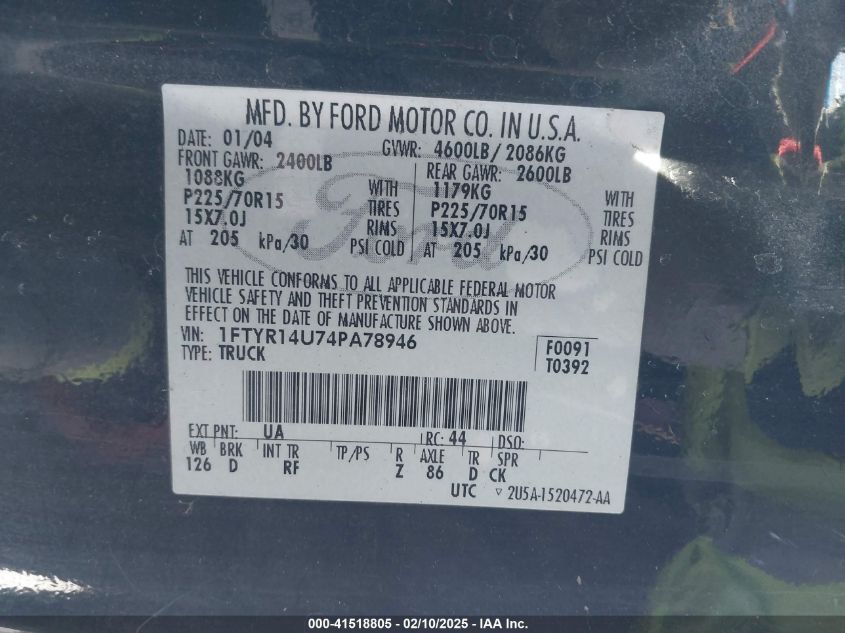 MFD. BY FORD MOTOR CO. IN U.S.A.
DATE: 01/04 GVWR: 4600LB/ 2086KG
FRONT GAWR: 2400LB REAR GAWR: 2600LB
1088KG WITH 1179KG WITH
P225/70R15 TIRES P225/70R15 TIRES
15X7.0J RIMS 15X7.0J RIMS
AT 205 kPa/30 PSI COLD AT 205 kPa/30 PSI COLD
Ford
THIS VEHICLE CONFORMS TO ALL APPLICABLE FEDERAL MOTOR
VEHICLE SAFETY AND THEFT PREVENTION STANDARDS IN
EFFECT ON THE DATE OF MANUFACTURE SHOWN ABOVE.
VIN: 1FTYR14U74PA78946 F0091
TYPE: TRUCK T0392
EXT PNT: UA RC: 44 DSO:
WB BRK INT TR TP/PS R AXLE TR SPR
126 D RF Z 86 D CK
UTC ▽ 2U5A-1520472-AA
000-41518805 - 02/10/2025 - IAA Inc.